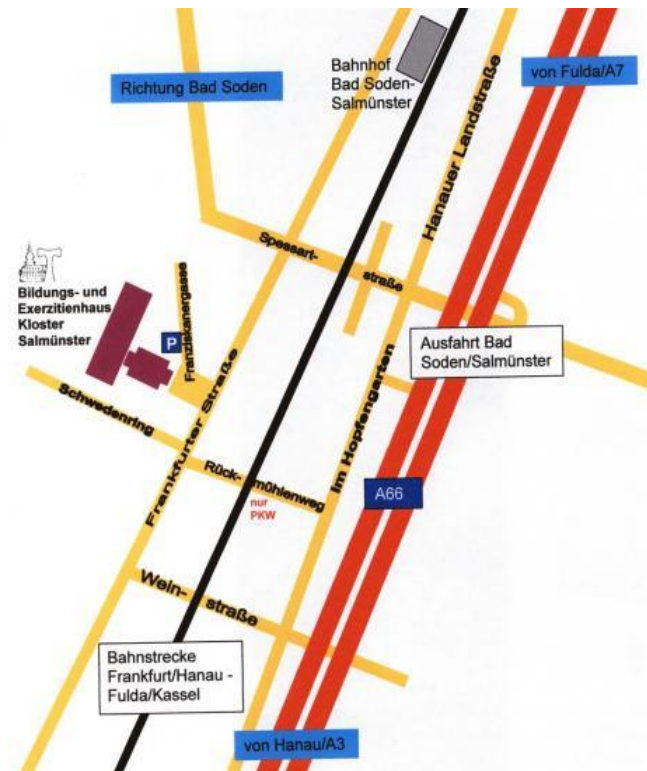 Bahnhof
Bad Soden-
Salmünster
Richtung Bad Soden
von Fulda/A7
Hanauer Landstraße
Spessart-
straße
Bildungs- und
Exerzitienhaus
Kloster
Salmünster
P
Franziskanergasse
Ausfahrt Bad
Soden/Salmünster
Schwedenring
Frankfurter Straße
Rück-
mühlenweg
nur
PKW
Im Hopfengarten
A66
Wein-
straße
Bahnstrecke
Frankfurt/Hanau -
Fulda/Kassel
von Hanau/A3